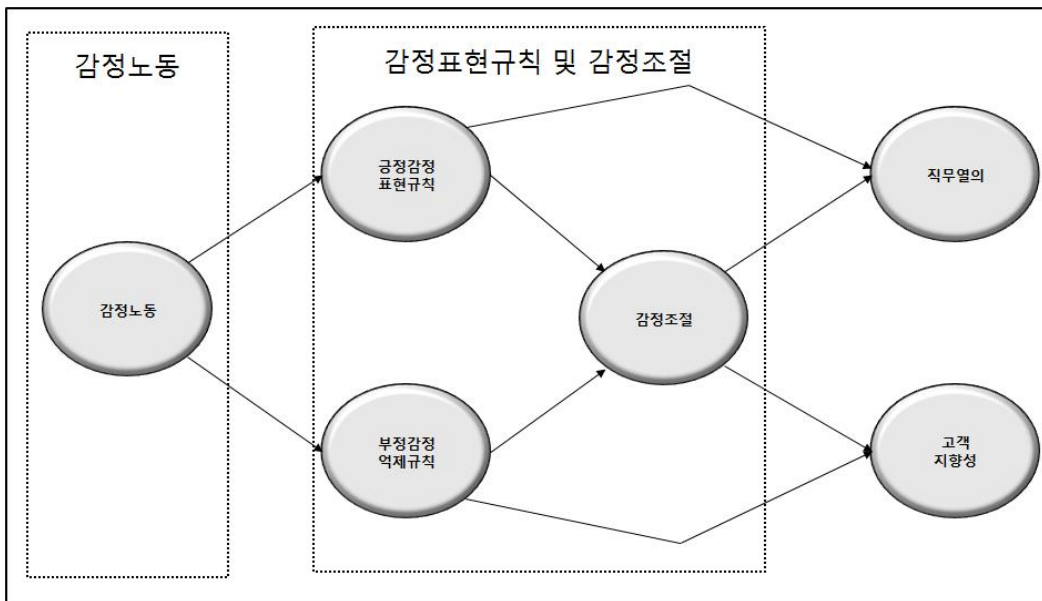 감정노동
감정표현규칙 및 감정조절
긍정감정
표현규칙
직무열의
감정노동
감정조절
부정감정
억제규칙
고객
지향성